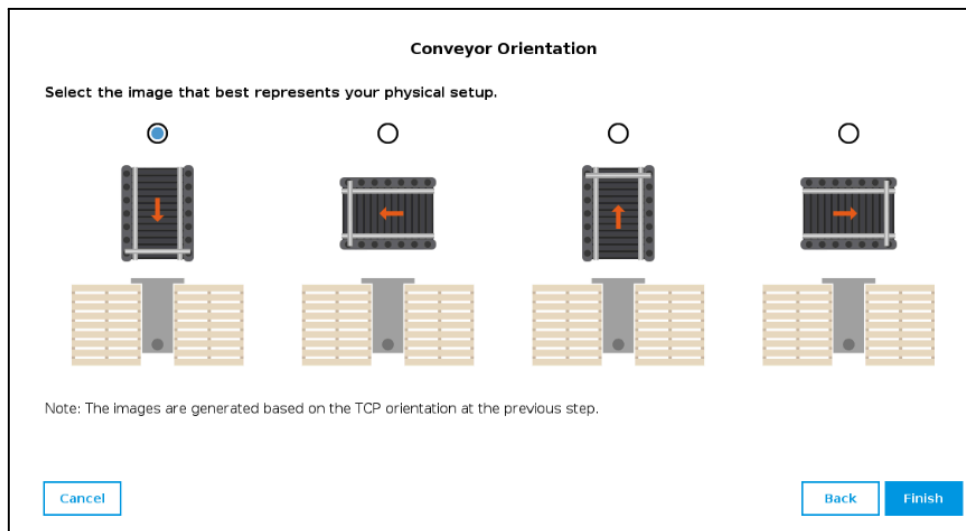 Conveyor Orientation
Select the image that best represents your physical setup.
Note: The images are generated based on the TCP orientation at the previous step.
Cancel
Back
Finish